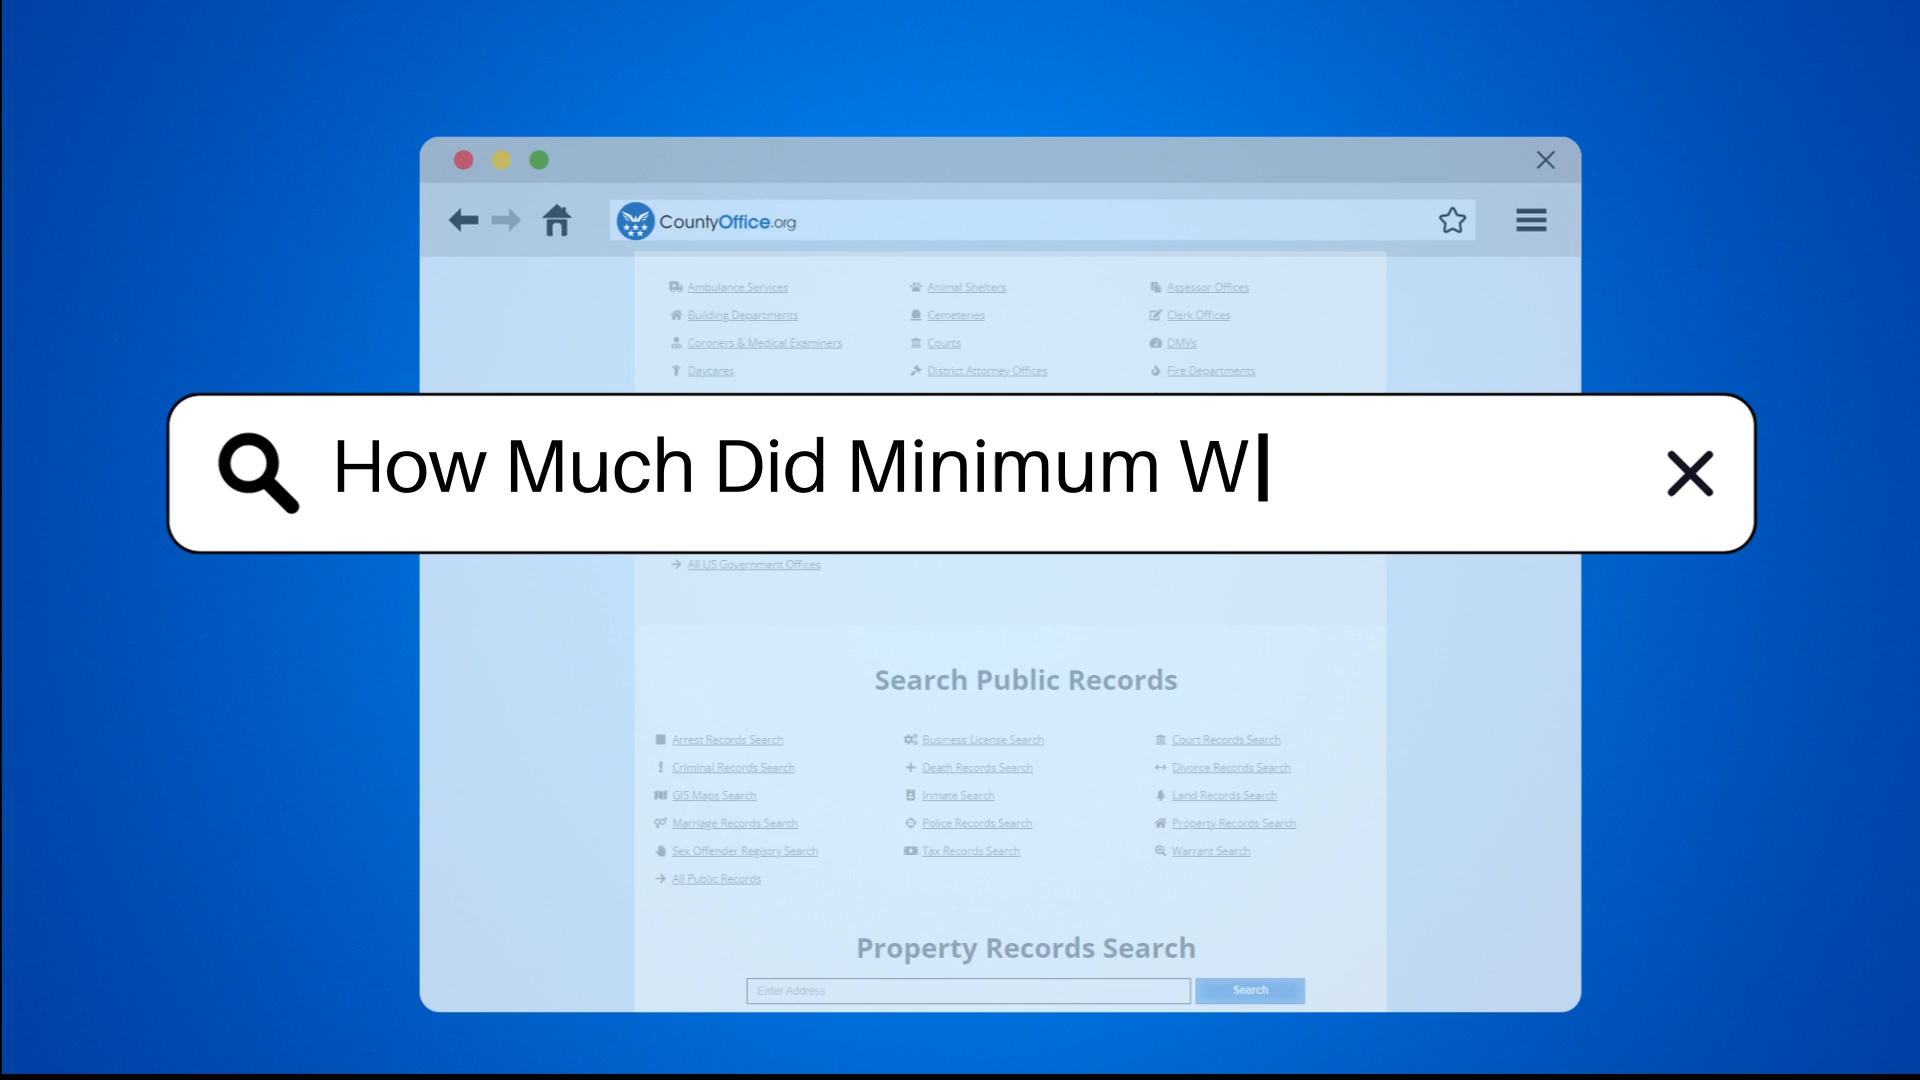 CountyOffice.org
Ambulance Services Animal Shelters Assessor Offices
Building Departments Cemeteries Clerk Offices
Coroners & Medical Examiners Courts DMVs
Daycares District Attorney Offices Fire Departments
How Much Did Minimum W
All US Government Offices
Search Public Records
Arrest Records Search Business License Search Court Records Search
Criminal Records Search Death Records Search Divorce Records Search
GIS Maps Search Inmate Search Land Records Search
Marriage Records Search Police Records Search Property Records Search
Sex Offender Registry Search Tax Records Search Warrant Search
All Public Records
Property Records Search
Enter Address Search